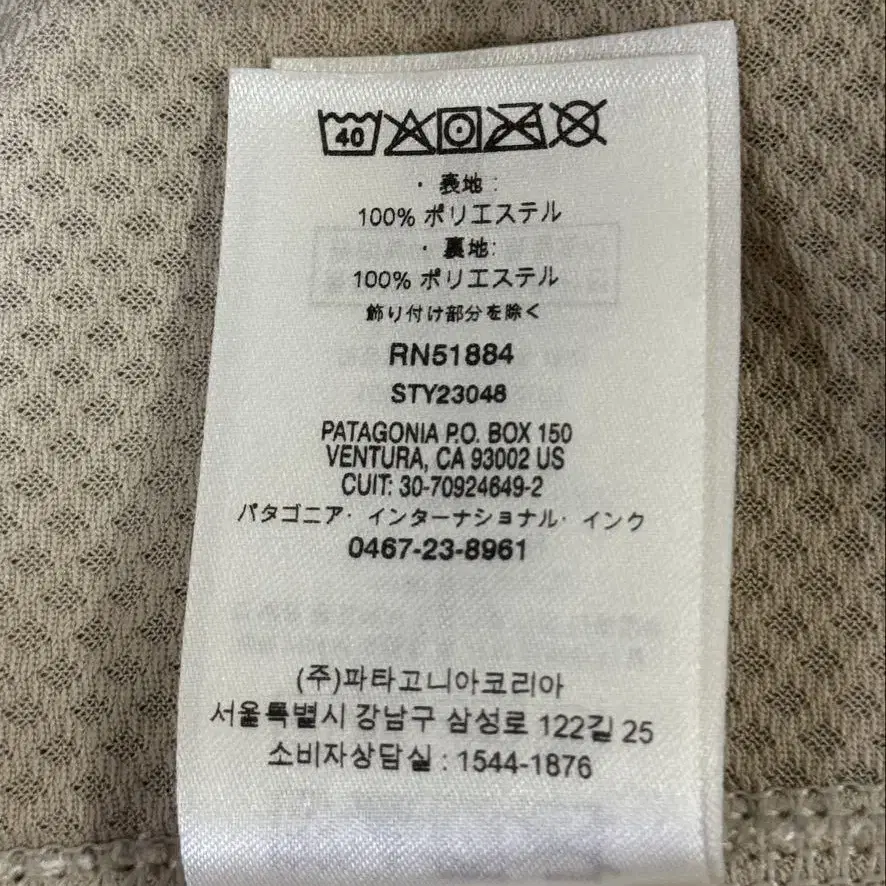 40
・表地:
100% ポリエステル
・裏地:
100% ポリエステル
飾り付け部分を除く
RN51884
STY23048
PATAGONIA P.O. BOX 150
VENTURA, CA 93002 US
CUIT: 30-70924649-2
パタゴニア・インターナショナル・インク
0467-23-8961
(주)파타고니아코리아
서울특별시 강남구 삼성로 122길 25
소비자상담실 : 1544-1876